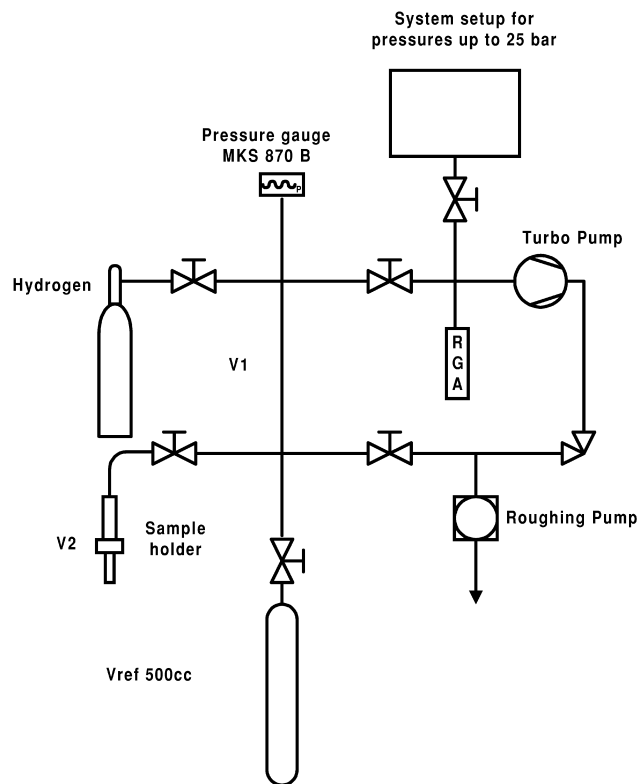 System setup for
pressures up to 25 bar
Pressure gauge
MKS 870 B
P
Turbo Pump
Hydrogen
R
G
A
V1
Roughing Pump
V2
Sample
holder
Vref 500cc